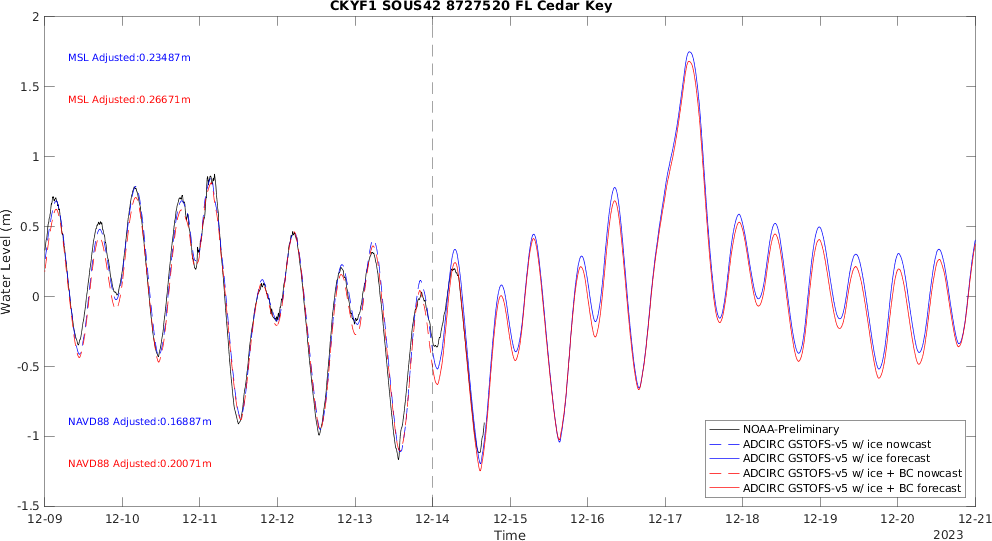 CKYF1 SOUS42 8727520 FL Cedar Key
2
1.5
1
0.5
0
-0.5
-1
-1.5
Water Level (m)
MSL Adjusted:0.23487m
MSL Adjusted:0.26671m
NAVD88 Adjusted:0.16887m
NAVD88 Adjusted:0.20071m
NOAA-Preliminary
ADCIRC GSTOFS-v5 w/ ice nowcast
ADCIRC GSTOFS-v5 w/ ice forecast
ADCIRC GSTOFS-v5 w/ ice + BC nowcast
ADCIRC GSTOFS-v5 w/ ice + BC forecast
12-09 12-10 12-11 12-12 12-13 12-14 12-15 12-16 12-17 12-18 12-19 12-20 12-21
Time
2023